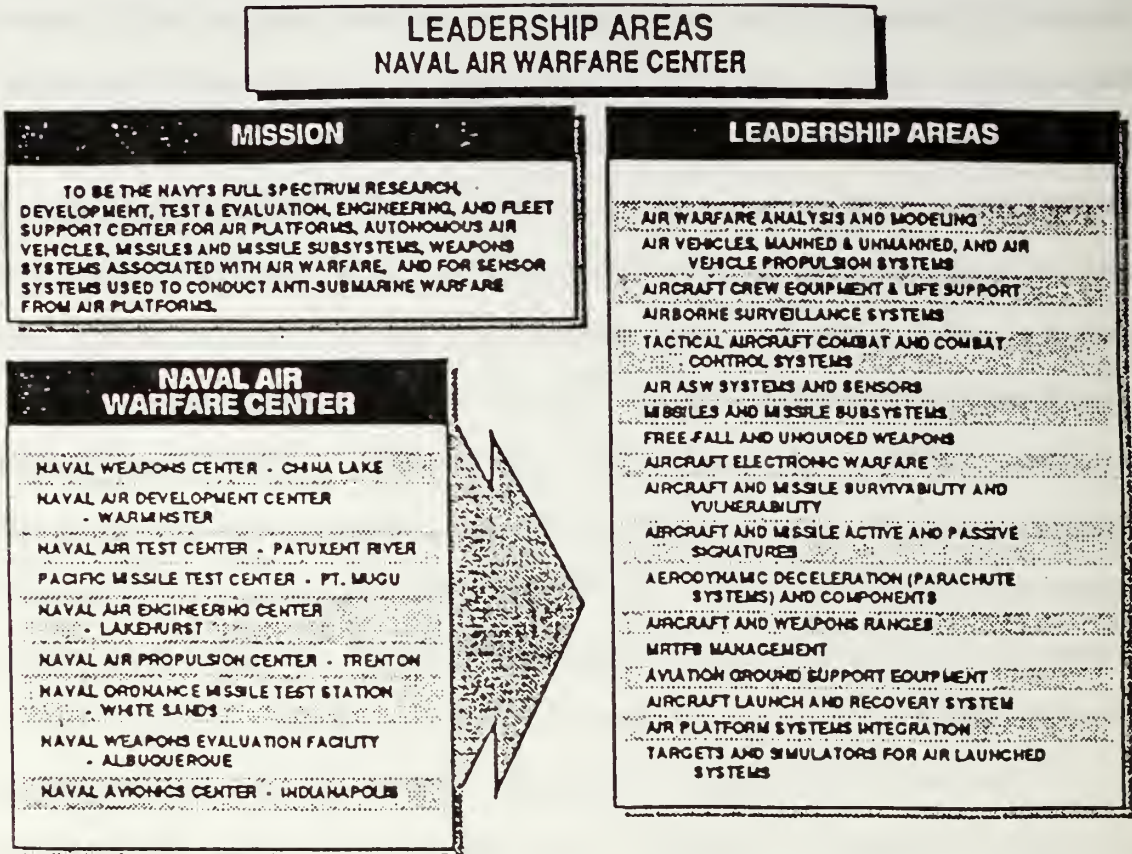 LEADERSHIP AREAS
NAVAL AIR WARFARE CENTER
MISSION
TO BE THE NAVY'S FULL SPECTRUM RESEARCH,
DEVELOPMENT, TEST & EVALUATION, ENGINEERING, AND FLEET
SUPPORT CENTER FOR AIR PLATFORMS, AUTONOMOUS AIR
VEHICLES, MISSILES AND MISSILE SUBSYSTEMS, WEAPONS
SYSTEMS ASSOCIATED WITH AIR WARFARE, AND FOR SENSOR
SYSTEMS USED TO CONDUCT ANTI-SUBMARINE WARFARE
FROM AIR PLATFORMS.
NAVAL AIR
WARFARE CENTER
NAVAL WEAPONS CENTER - CHINA LAKE
NAVAL AIR DEVELOPMENT CENTER
- WARMINSTER
NAVAL AIR TEST CENTER - PATUXENT RIVER
PACIFIC MISSILE TEST CENTER - PT. MUGU
NAVAL AIR ENGINEERING CENTER
- LAKEHURST
NAVAL AIR PROPULSION CENTER - TRENTON
NAVAL ORDNANCE MISSILE TEST STATION
- WHITE SANDS
NAVAL WEAPONS EVALUATION FACILITY
- ALBUQUERQUE
NAVAL AVIONICS CENTER - INDIANAPOLIS
LEADERSHIP AREAS
AIR WARFARE ANALYSIS AND MODELING
AIR VEHICLES, MANNED & UNMANNED, AND AIR
VEHICLE PROPULSION SYSTEMS
AIRCRAFT CREW EQUIPMENT & LIFE SUPPORT
AIRBORNE SURVEILLANCE SYSTEMS
TACTICAL AIRCRAFT COMBAT AND COMBAT
CONTROL SYSTEMS
AIR ASW SYSTEMS AND SENSORS
MISSILES AND MISSILE SUBSYSTEMS
FREE-FALL AND UNGUIDED WEAPONS
AIRCRAFT ELECTRONIC WARFARE
AIRCRAFT AND MISSILE SURVIVABILITY AND
VULNERABILITY
AIRCRAFT AND MISSILE ACTIVE AND PASSIVE
SIGNATURES
AERODYNAMIC DECELERATION (PARACHUTE
SYSTEMS) AND COMPONENTS
AIRCRAFT AND WEAPONS RANGES
MRTFB MANAGEMENT
AVIATION GROUND SUPPORT EQUIPMENT
AIRCRAFT LAUNCH AND RECOVERY SYSTEM
AIR PLATFORM SYSTEMS INTEGRATION
TARGETS AND SIMULATORS FOR AIR LAUNCHED
SYSTEMS